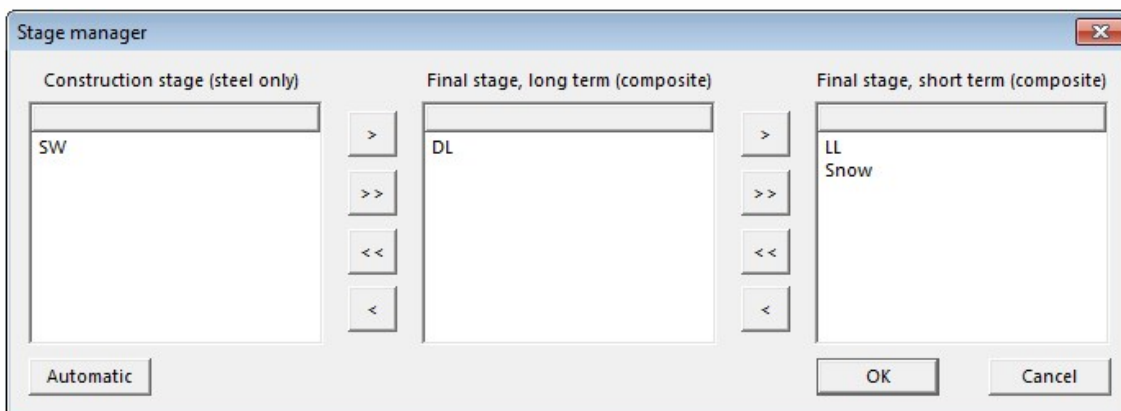 Stage manager
Construction stage (steel only)
Final stage, long term (composite)
Final stage, short term (composite)
SW
DL
LL
Snow
>
>>
<<
<
>
>>
<<
<
Automatic
OK
Cancel